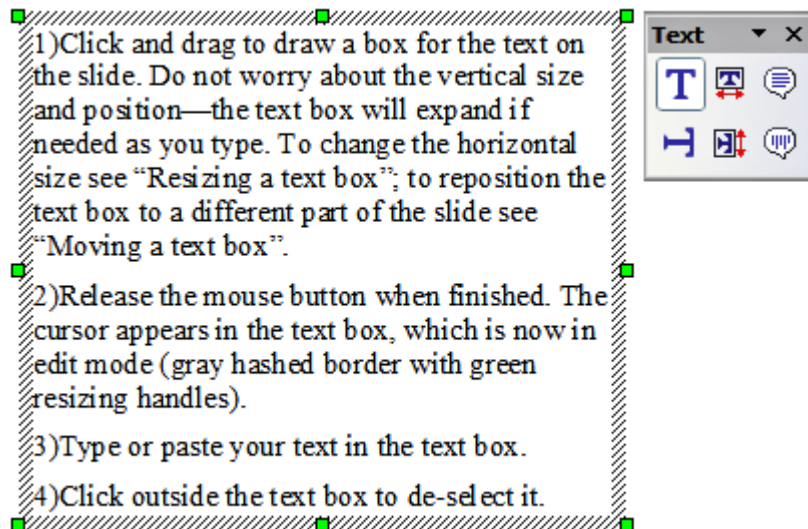 1)Click and drag to draw a box for the text on
the slide. Do not worry about the vertical size
and position—the text box will expand if
needed as you type. To change the horizontal
size see “Resizing a text box”; to reposition the
text box to a different part of the slide see
“Moving a text box”.
2)Release the mouse button when finished. The
cursor appears in the text box, which is now in
edit mode (gray hashed border with green
resizing handles).
3)Type or paste your text in the text box.
4)Click outside the text box to de-select it.
Text
T